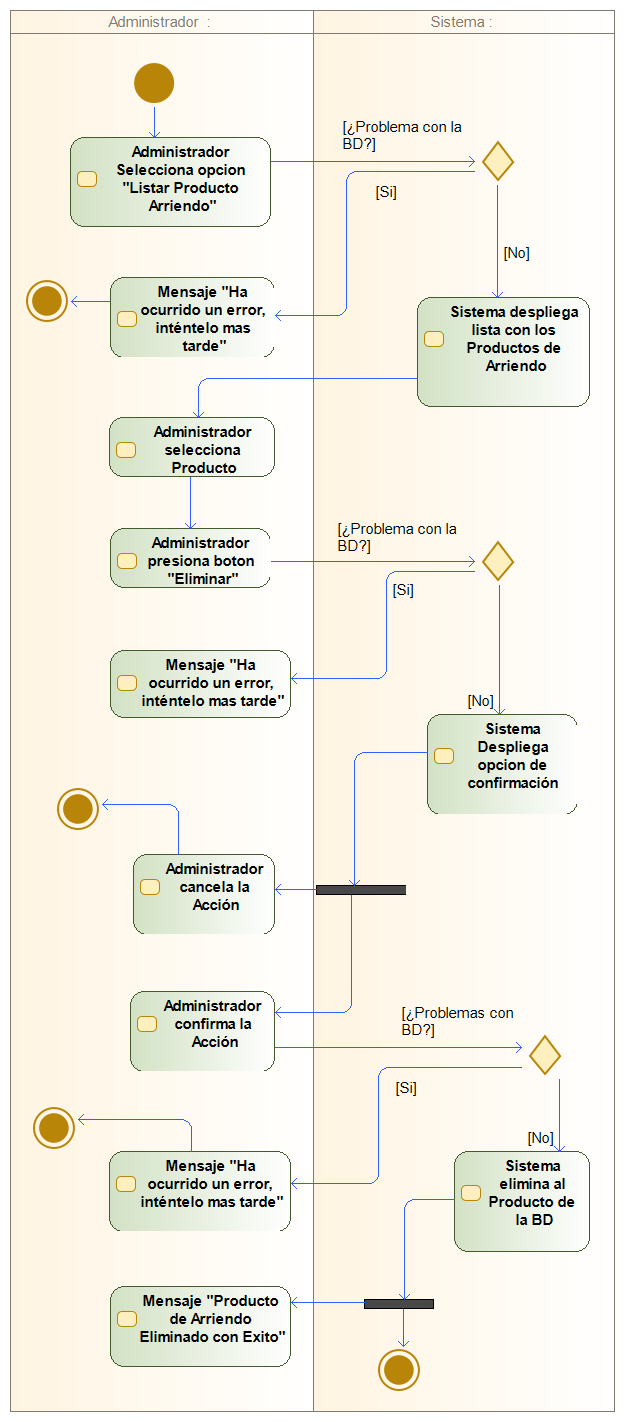 Administrador :
Sistema :
[¿Problema con la
BD?]
Administrador
Selecciona opcion
"Listar Producto
Arriendo"
[Si]
[No]
Mensaje "Ha
ocurrido un error,
inténtelo mas
tarde"
Sistema despliega
lista con los
Productos de
Arriendo
Administrador
selecciona
Producto
[¿Problema con la
BD?]
Administrador
presiona boton
"Eliminar"
[Si]
Mensaje "Ha
ocurrido un error,
inténtelo mas tarde"
[No]
Sistema
Despliega
opcion de
confirmación
Administrador
cancela la
Acción
Administrador
confirma la
Acción
[¿Problemas con
BD?]
[Si]
[No]
Mensaje "Ha
ocurrido un error,
inténtelo mas tarde"
Sistema
elimina al
Producto de
la BD
Mensaje "Producto
de Arriendo
Eliminado con Exito"